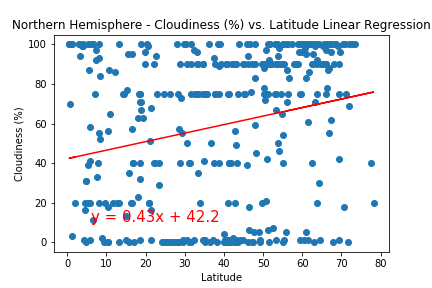 Northern Hemisphere - Cloudiness (%) vs. Latitude Linear Regression
100
80
60
40
20
0
Cloudiness (%)
y = 0.43x + 42.2
0 10 20 30 40 50 60 70 80
Latitude